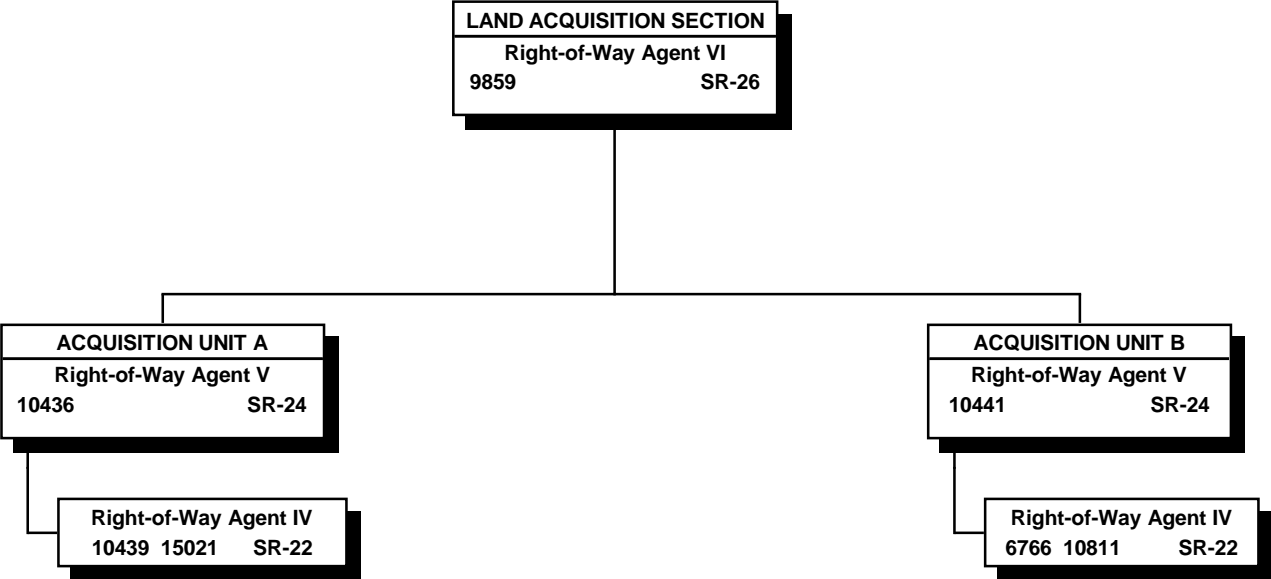 LAND ACQUISITION SECTION
Right-of-Way Agent VI
9859 SR-26
ACQUISITION UNIT A
Right-of-Way Agent V
10436 SR-24
Right-of-Way Agent IV
10439 15021 SR-22
ACQUISITION UNIT B
Right-of-Way Agent V
10441 SR-24
Right-of-Way Agent IV
6766 10811 SR-22